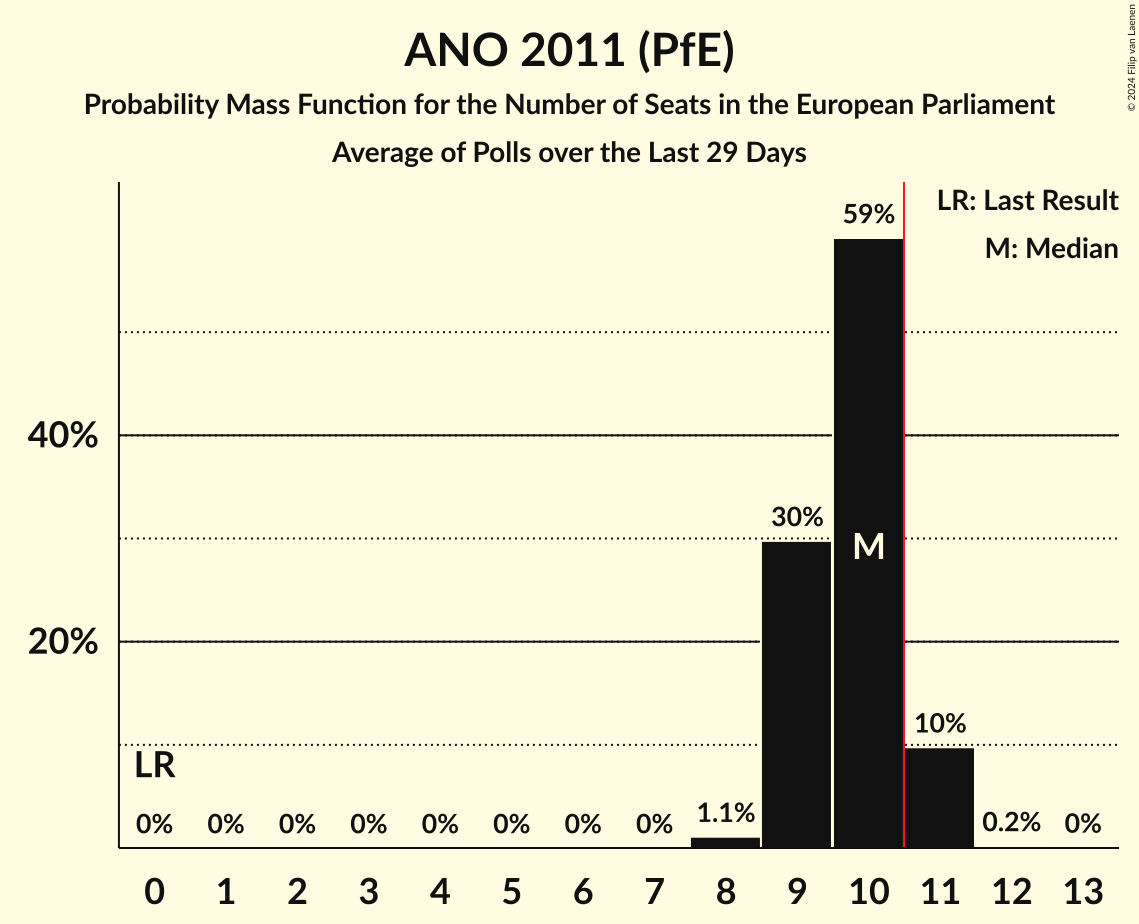 ANO 2011 (PfE)
Probability Mass Function for the Number of Seats in the European Parliament
Average of Polls over the Last 29 Days
© 2024 Filip van Laenen
LR: Last Result
M: Median
59%
40%
30%
M
20%
10%
LR
0% 0% 0% 0% 0% 0% 0% 0% 1.1% 0.2% 0%
0 1 2 3 4 5 6 7 8 9 10 11 12 13